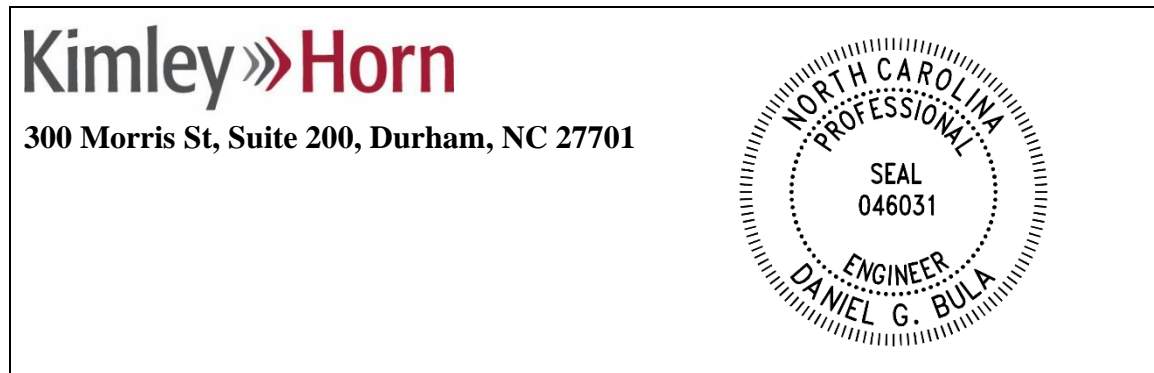 Kimley»Horn
300 Morris St, Suite 200, Durham, NC 27701
NORTH CAROLINA
PROFESSIONAL
SEAL
046031
ENGINEER
DANIEL G. BULA